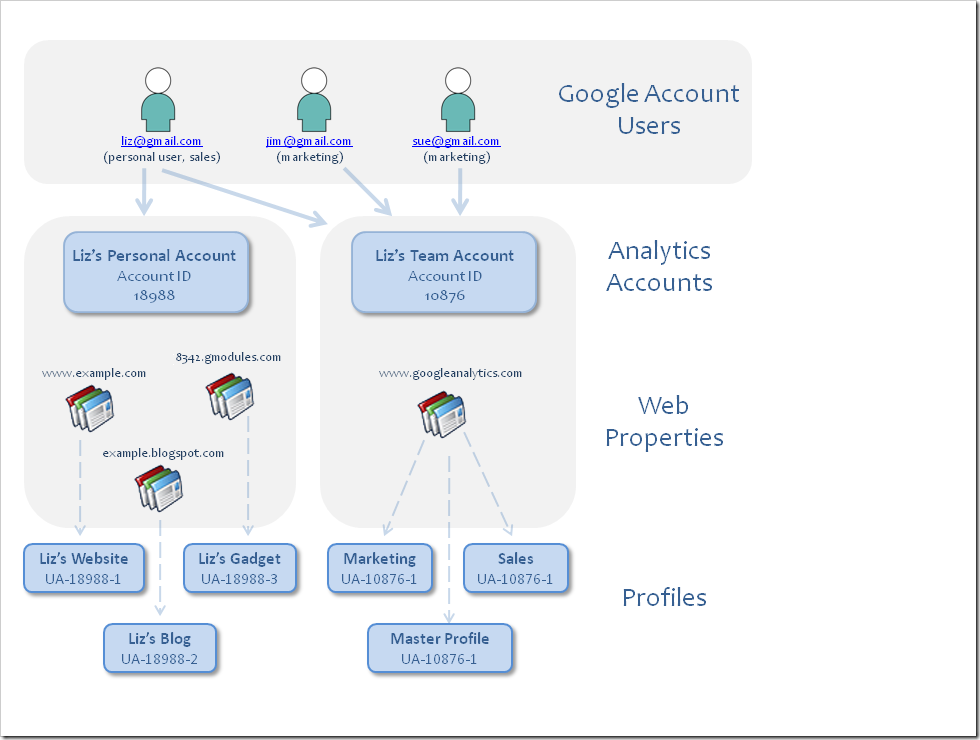 Google Account
Users
liz@gmail.com
(personal user, sales)
jim@gmail.com
(marketing)
sue@gmail.com
(marketing)
Analytics
Accounts
Liz's Personal Account
Account ID
18988
Liz's Team Account
Account ID
10876
Web
Properties
www.example.com
8342.gmodules.com
example.blogspot.com
www.googleanalytics.com
Profiles
Liz's Website
UA-18988-1
Liz's Gadget
UA-18988-3
Liz's Blog
UA-18988-2
Marketing
UA-10876-1
Sales
UA-10876-1
Master Profile
UA-10876-1